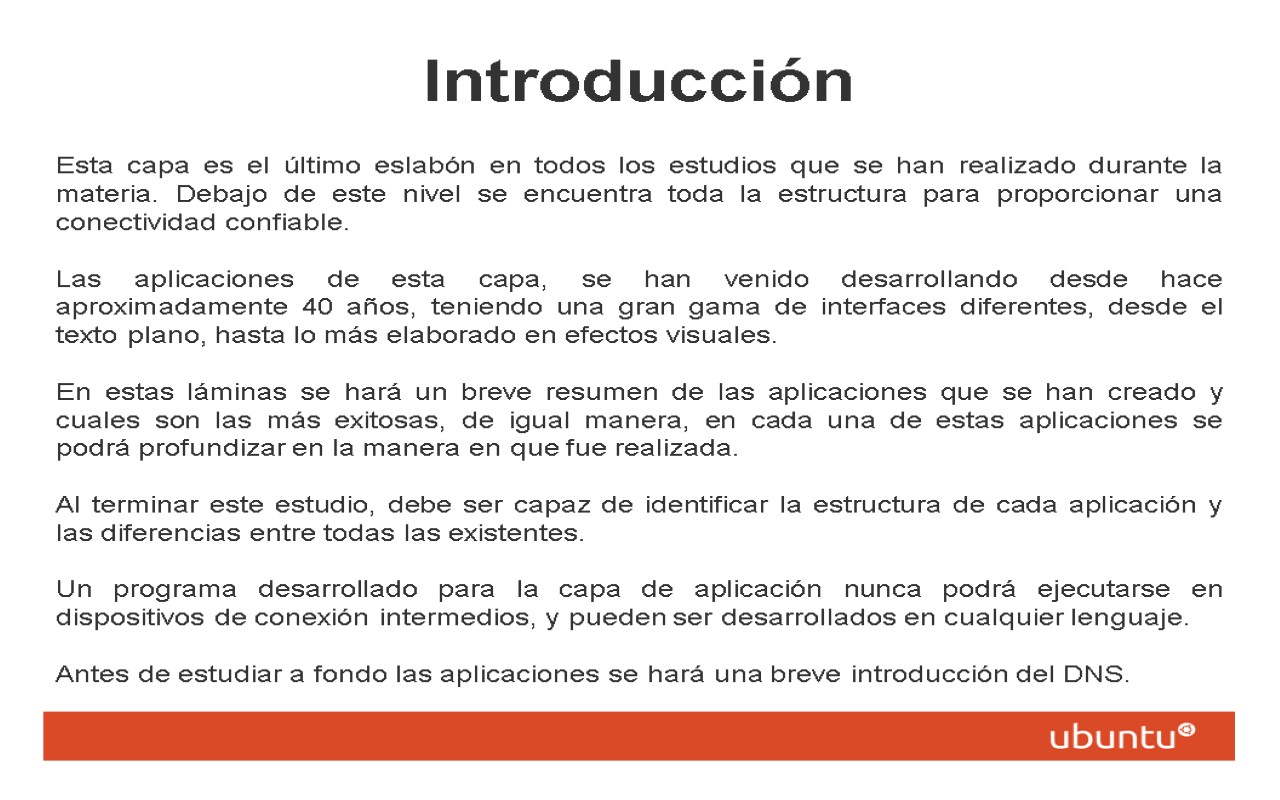 Introducción
Esta capa es el último eslabón en todos los estudios que se han realizado durante la
materia. Debajo de este nivel se encuentra toda la estructura para proporcionar una
conectividad confiable.
Las aplicaciones de esta capa, se han venido desarrollando desde hace
aproximadamente 40 años, teniendo una gran gama de interfaces diferentes, desde el
texto plano, hasta lo más elaborado en efectos visuales.
En estas láminas se hará un breve resumen de las aplicaciones que se han creado y
cuales son las más exitosas, de igual manera, en cada una de estas aplicaciones se
podrá profundizar en la manera en que fue realizada.
Al terminar este estudio, debe ser capaz de identificar la estructura de cada aplicación y
las diferencias entre todas las existentes.
Un programa desarrollado para la capa de aplicación nunca podrá ejecutarse en
dispositivos de conexión intermedios, y pueden ser desarrollados en cualquier lenguaje.
Antes de estudiar a fondo las aplicaciones se hará una breve introducción del DNS.
ubuntu